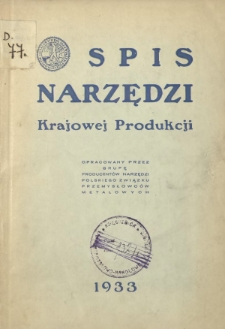 D.
77.
SPIS
NARZĘDZI
Krajowej Produkcji
OPRACOWANY PRZEZ
GRUPĘ
PRODUCENTÓW NARZĘDZI
POLSKIEGO ZWIĄZKU
PRZEMYSŁOWCÓW
METALOWYCH
1933